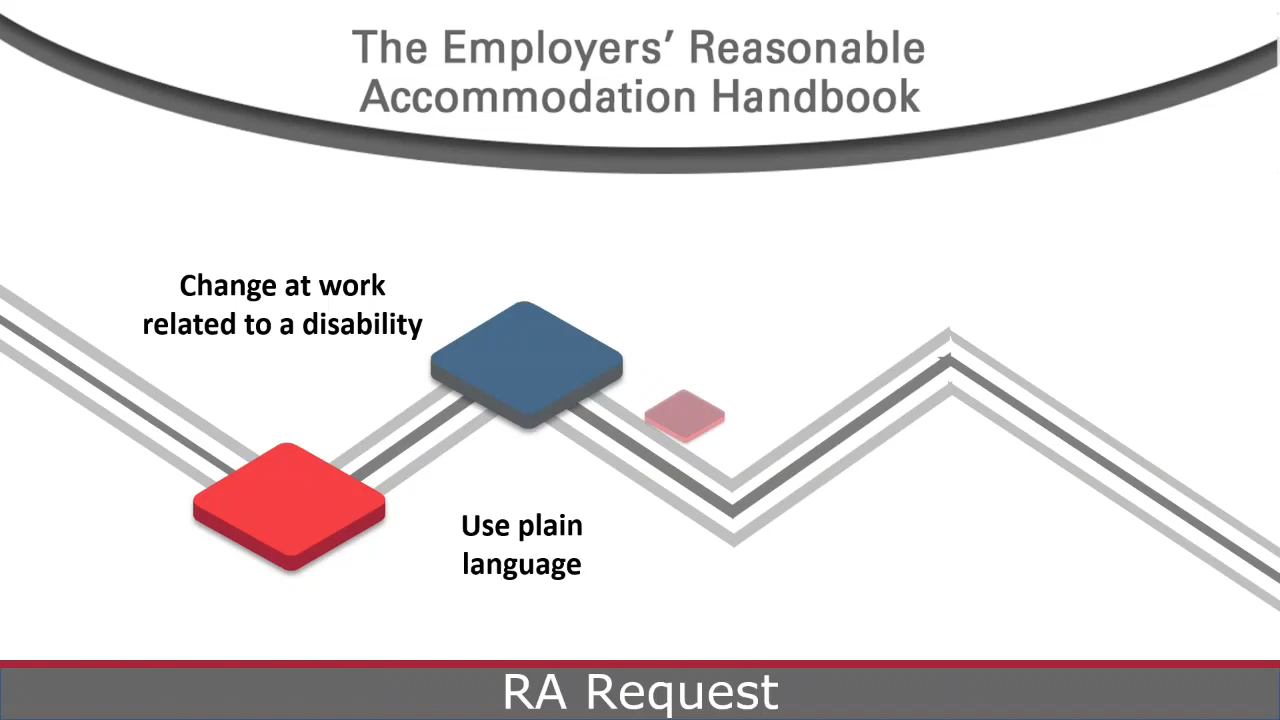 The Employers’ Reasonable
Accommodation Handbook
Change at work
related to a disability
Use plain
language
RA Request